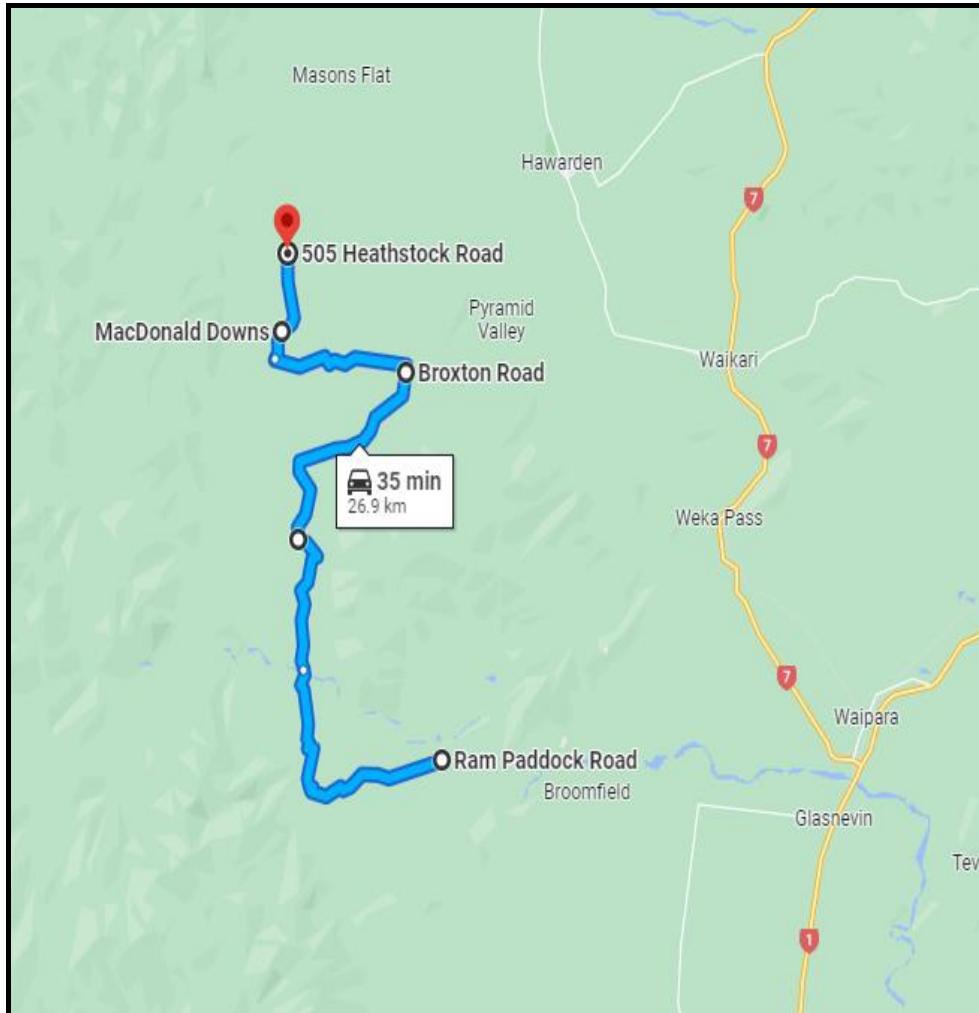 Masons Flat
Hawarden
7
505 Heathstock Road
Pyramid
Valley
MacDonald Downs
Waikari
Broxton Road
7
35 min
26.9 km
Weka Pass
7
Waipara
Ram Paddock Road
Broomfield
Glasnevin
Tev
1